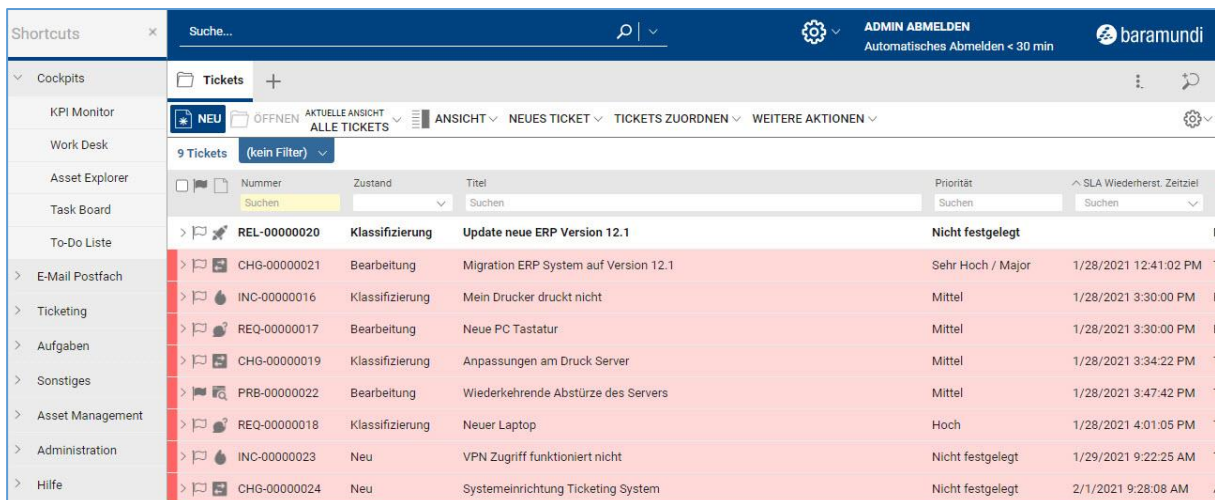 Shortcuts ×
Suche...
ADMIN ABMELDEN
Automatisches Abmelden < 30 min
baramundi
Cockpits
KPI Monitor
Work Desk
Asset Explorer
Task Board
To-Do Liste
E-Mail Postfach
Ticketing
Aufgaben
Sonstiges
Asset Management
Administration
Hilfe
Tickets +
NEU ÖFFNEN AKTUELLE ANSICHT ALLE TICKETS ANSICHT NEUES TICKET TICKETS ZUORDNEN WEITERE AKTIONEN
9 Tickets (kein Filter)
Nummer Zustand Titel Priorität SLA Wiederherst. Zeitziel
Suchen Suchen Suchen Suchen
REL-00000020 Klassifizierung Update neue ERP Version 12.1 Nicht festgelegt
CHG-00000021 Bearbeitung Migration ERP System auf Version 12.1 Sehr Hoch / Major 1/28/2021 12:41:02 PM
INC-00000016 Klassifizierung Mein Drucker druckt nicht Mittel 1/28/2021 3:30:00 PM
REQ-00000017 Bearbeitung Neue PC Tastatur Mittel 1/28/2021 3:30:00 PM
CHG-00000019 Klassifizierung Anpassungen am Druck Server Mittel 1/28/2021 3:34:22 PM
PRB-00000022 Bearbeitung Wiederkehrende Abstürze des Servers Mittel 1/28/2021 3:47:42 PM
REQ-00000018 Klassifizierung Neuer Laptop Hoch 1/28/2021 4:01:05 PM
INC-00000023 Neu VPN Zugriff funktioniert nicht Nicht festgelegt 1/29/2021 9:22:25 AM
CHG-00000024 Neu Systemeinrichtung Ticketing System Nicht festgelegt 2/1/2021 9:28:08 AM